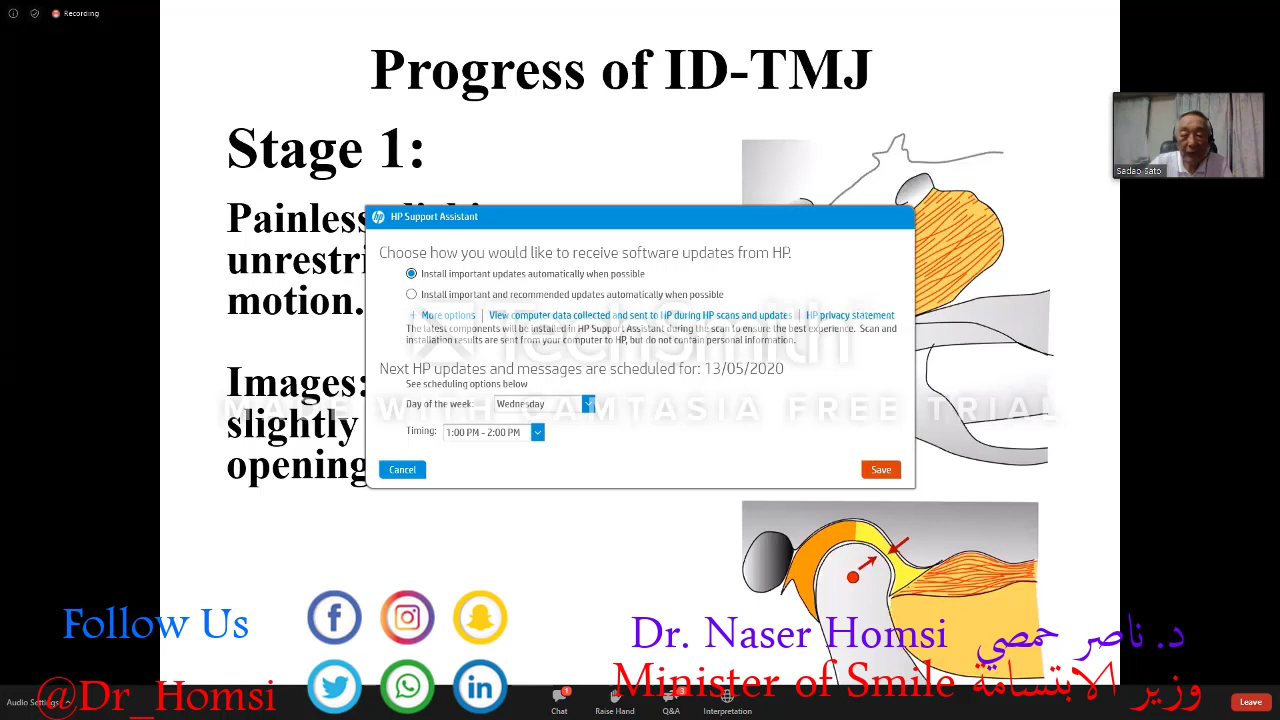 Recording
Progress of ID-TMJ
Stage 1:
Sadao Sato
Painless
unrestri
motion.
Images:
slightly
opening
HP Support Assistant
Choose how you would like to receive software updates from HP.
Install important updates automatically when possible
Install important and recommended updates automatically when possible
+ More options | View computer data collected and sent to HP during HP scans and updates | HP privacy statement
The latest components will be installed in HP Support Assistant during the scan to ensure the best experience. Scan and
installation results are sent from your computer to HP, but do not contain personal information.
Next HP updates and messages are scheduled for: 13/05/2020
See scheduling options below
Day of the week: Wednesday
Timing: 1:00 PM - 2:00 PM
Cancel
Save
TechSmith
MADE WITH CAMTASIA FREE TRIAL
Follow Us
@Dr_Homsi
Dr. Naser Homsi د. ناصر حمصي
Minister of Smile وزير الابتسامة
Audio Settings
1
Chat
Raise Hand
3
Q&A
Interpretation
Leave